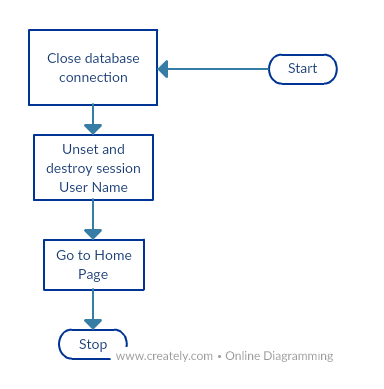 Close database
connection
Start
Unset and
destroy session
User Name
Go to Home
Page
Stop
www.creately.com • Online Diagramming